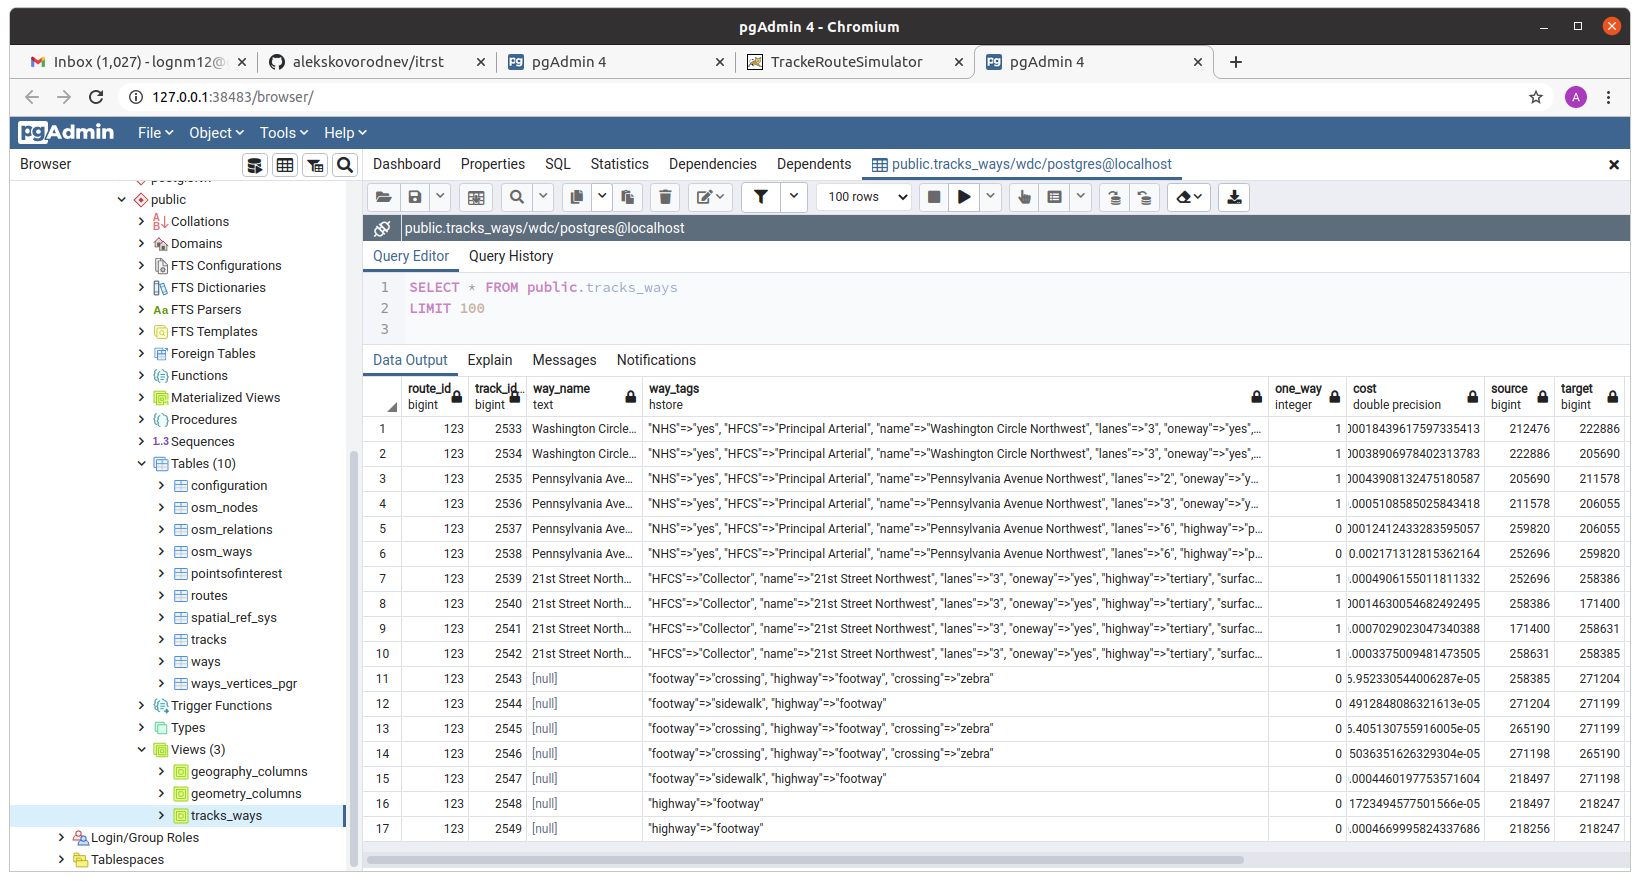 pgAdmin 4 - Chromium
Inbox (1,027) - lognm12@
alekskovorodnev/itrst
pgAdmin 4
TrackeRouteSimulator
pgAdmin 4
127.0.0.1:38483/browser/
A
pgAdmin File Object Tools Help
Browser
Dashboard Properties SQL Statistics Dependencies Dependents public.tracks_ways/wdc/postgres@localhost
public
Collations
Domains
FTS Configurations
FTS Dictionaries
FTS Parsers
FTS Templates
Foreign Tables
Functions
Materialized Views
Procedures
Sequences
Tables (10)
configuration
osm_nodes
osm_relations
osm_ways
pointsofinterest
routes
spatial_ref_sys
tracks
ways
ways_vertices_pgr
Trigger Functions
Types
Views (3)
geography_columns
geometry_columns
tracks_ways
Login/Group Roles
Tablespaces
100 rows
public.tracks_ways/wdc/postgres@localhost
Query Editor Query History
1 SELECT * FROM public.tracks_ways
2 LIMIT 100
3
Data Output Explain Messages Notifications
route_id bigint track_id... bigint way_name text way_tags hstore one_way integer cost double precision source bigint target bigint
1 123 2533 Washington Circle... "NHS"=>"yes", "HFCS"=>"Principal Arterial", "name"=>"Washington Circle Northwest", "lanes"=>"3", "oneway"=>"yes",... 1 00018439617597335413 212476 222886
2 123 2534 Washington Circle... "NHS"=>"yes", "HFCS"=>"Principal Arterial", "name"=>"Washington Circle Northwest", "lanes"=>"3", "oneway"=>"yes",... 1 00038906978402313783 222886 205690
3 123 2535 Pennsylvania Ave... "NHS"=>"yes", "HFCS"=>"Principal Arterial", "name"=>"Pennsylvania Avenue Northwest", "lanes"=>"2", "oneway"=>"y... 1 00043908132475180587 205690 211578
4 123 2536 Pennsylvania Ave... "NHS"=>"yes", "HFCS"=>"Principal Arterial", "name"=>"Pennsylvania Avenue Northwest", "lanes"=>"3", "oneway"=>"y... 1 .0005108585025843418 211578 206055
5 123 2537 Pennsylvania Ave... "NHS"=>"yes", "HFCS"=>"Principal Arterial", "name"=>"Pennsylvania Avenue Northwest", "lanes"=>"6", "highway"=>"p... 0 00012412433283595057 259820 206055
6 123 2538 Pennsylvania Ave... "NHS"=>"yes", "HFCS"=>"Principal Arterial", "name"=>"Pennsylvania Avenue Northwest", "lanes"=>"6", "highway"=>"p... 0 0.002171312815362164 252696 259820
7 123 2539 21st Street North... "HFCS"=>"Collector", "name"=>"21st Street Northwest", "lanes"=>"3", "oneway"=>"yes", "highway"=>"tertiary", "surfac... 1 .0004906155011811332 252696 258386
8 123 2540 21st Street North... "HFCS"=>"Collector", "name"=>"21st Street Northwest", "lanes"=>"3", "oneway"=>"yes", "highway"=>"tertiary", "surfac... 1 00014630054682492495 258386 171400
9 123 2541 21st Street North... "HFCS"=>"Collector", "name"=>"21st Street Northwest", "lanes"=>"3", "oneway"=>"yes", "highway"=>"tertiary", "surfac... 1 .0007029023047340388 171400 258631
10 123 2542 21st Street North... "HFCS"=>"Collector", "name"=>"21st Street Northwest", "lanes"=>"3", "oneway"=>"yes", "highway"=>"tertiary", "surfac... 1 .0003375009481473505 258631 258385
11 123 2543 [null] "footway"=>"crossing", "highway"=>"footway", "crossing"=>"zebra" 0 6.952330544006287e-05 258385 271204
12 123 2544 [null] "footway"=>"sidewalk", "highway"=>"footway" 0 4912848086321613e-05 271204 271199
13 123 2545 [null] "footway"=>"crossing", "highway"=>"footway", "crossing"=>"zebra" 0 6.405130755916005e-05 265190 271199
14 123 2546 [null] "footway"=>"crossing", "highway"=>"footway", "crossing"=>"zebra" 0 5036351626329304e-05 271198 265190
15 123 2547 [null] "footway"=>"sidewalk", "highway"=>"footway" 0 .0004460197753571604 218497 271198
16 123 2548 [null] "highway"=>"footway" 0 1723494577501566e-05 218497 218247
17 123 2549 [null] "highway"=>"footway" 0 .0004669995824337686 218256 218247